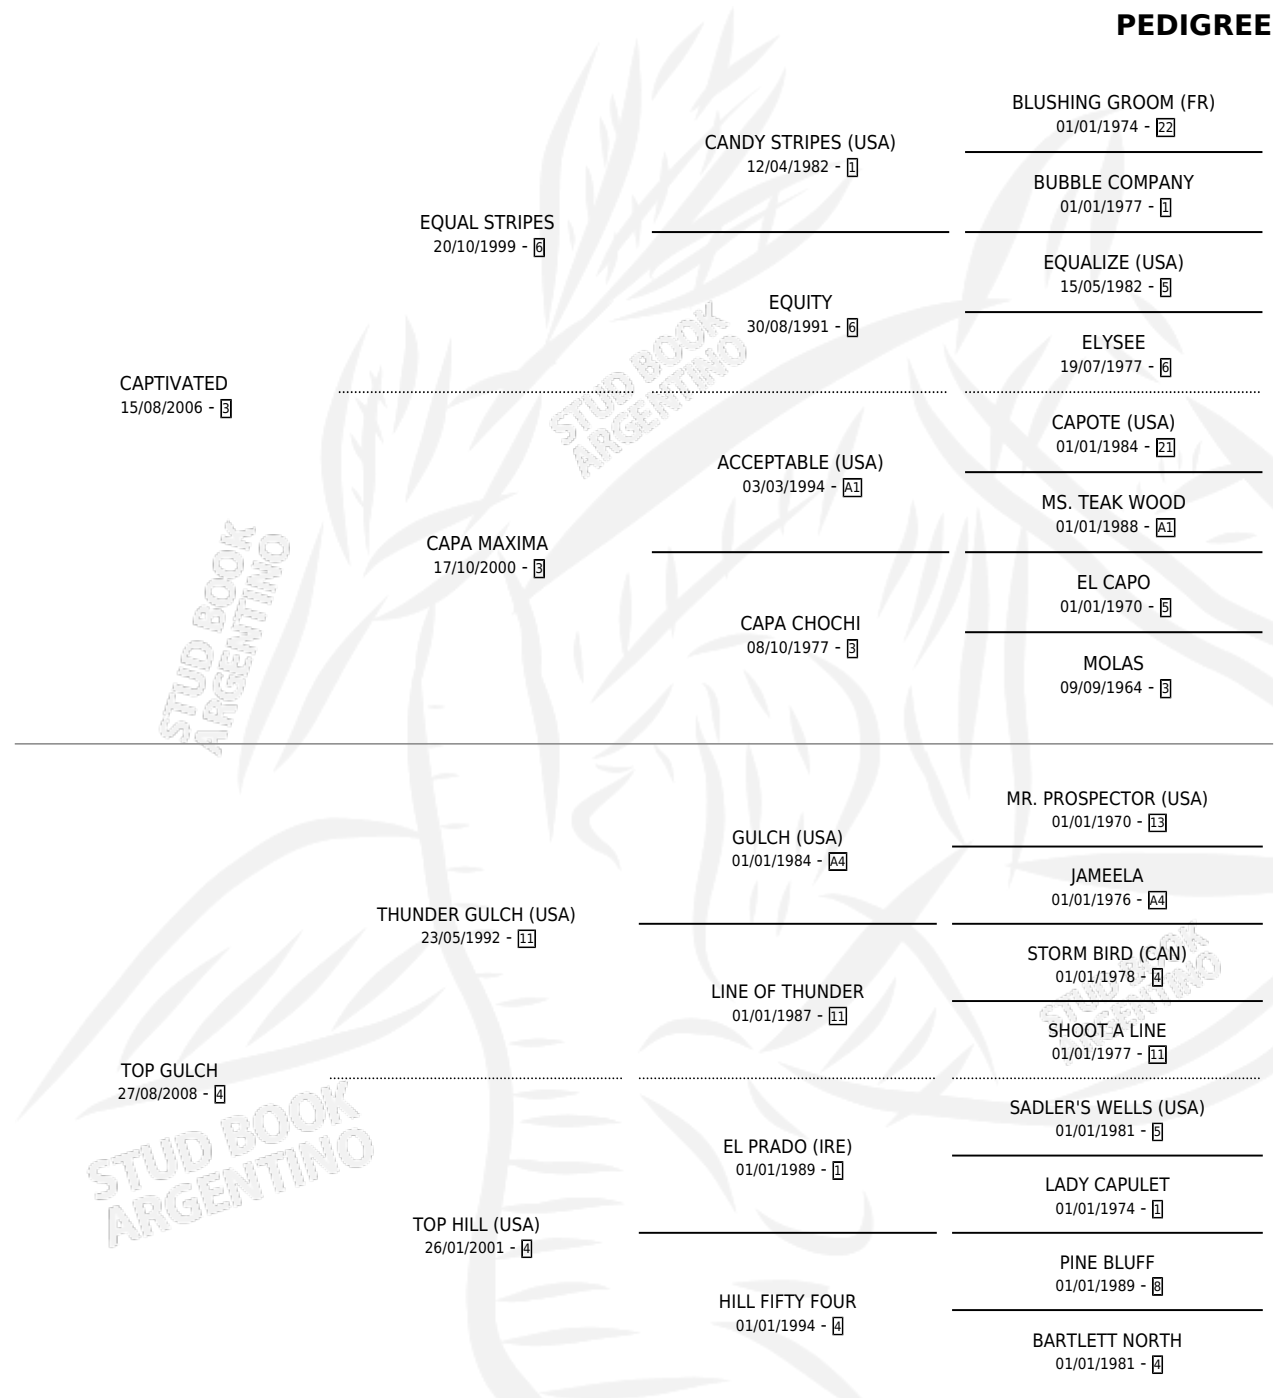 PEDIGREE
BLUSHING GROOM (FR)
01/01/1974 - 22
CANDY STRIPES (USA)
12/04/1982 - 1
BUBBLE COMPANY
01/01/1977 - 1
EQUAL STRIPES
20/10/1999 - 6
EQUALIZE (USA)
15/05/1982 - 5
EQUITY
30/08/1991 - 6
ELYSEE
19/07/1977 - 6
CAPTIVATED
15/08/2006 - 3
CAPOTE (USA)
01/01/1984 - 21
ACCEPTABLE (USA)
03/03/1994 - A1
MS. TEAK WOOD
01/01/1988 - A1
CAPA MAXIMA
17/10/2000 - 3
EL CAPO
01/01/1970 - 5
CAPA CHOCHI
08/10/1977 - 3
MOLAS
09/09/1964 - 3
MR. PROSPECTOR (USA)
01/01/1970 - 13
GULCH (USA)
01/01/1984 - A4
JAMEELA
01/01/1976 - A4
THUNDER GULCH (USA)
23/05/1992 - 11
STORM BIRD (CAN)
01/01/1978 - 4
LINE OF THUNDER
01/01/1987 - 11
SHOOT A LINE
01/01/1977 - 11
TOP GULCH
27/08/2008 - 4
SADLER'S WELLS (USA)
01/01/1981 - 5
EL PRADO (IRE)
01/01/1989 - 1
LADY CAPULET
01/01/1974 - 1
TOP HILL (USA)
26/01/2001 - 4
PINE BLUFF
01/01/1989 - 8
HILL FIFTY FOUR
01/01/1994 - 4
BARTLETT NORTH
01/01/1981 - 4
STUD BOOK
ARGENTINO
STUD BOOK
ARGENTINO
STUD BOOK
ARGENTINO
STUD BOOK
ARGENTINO